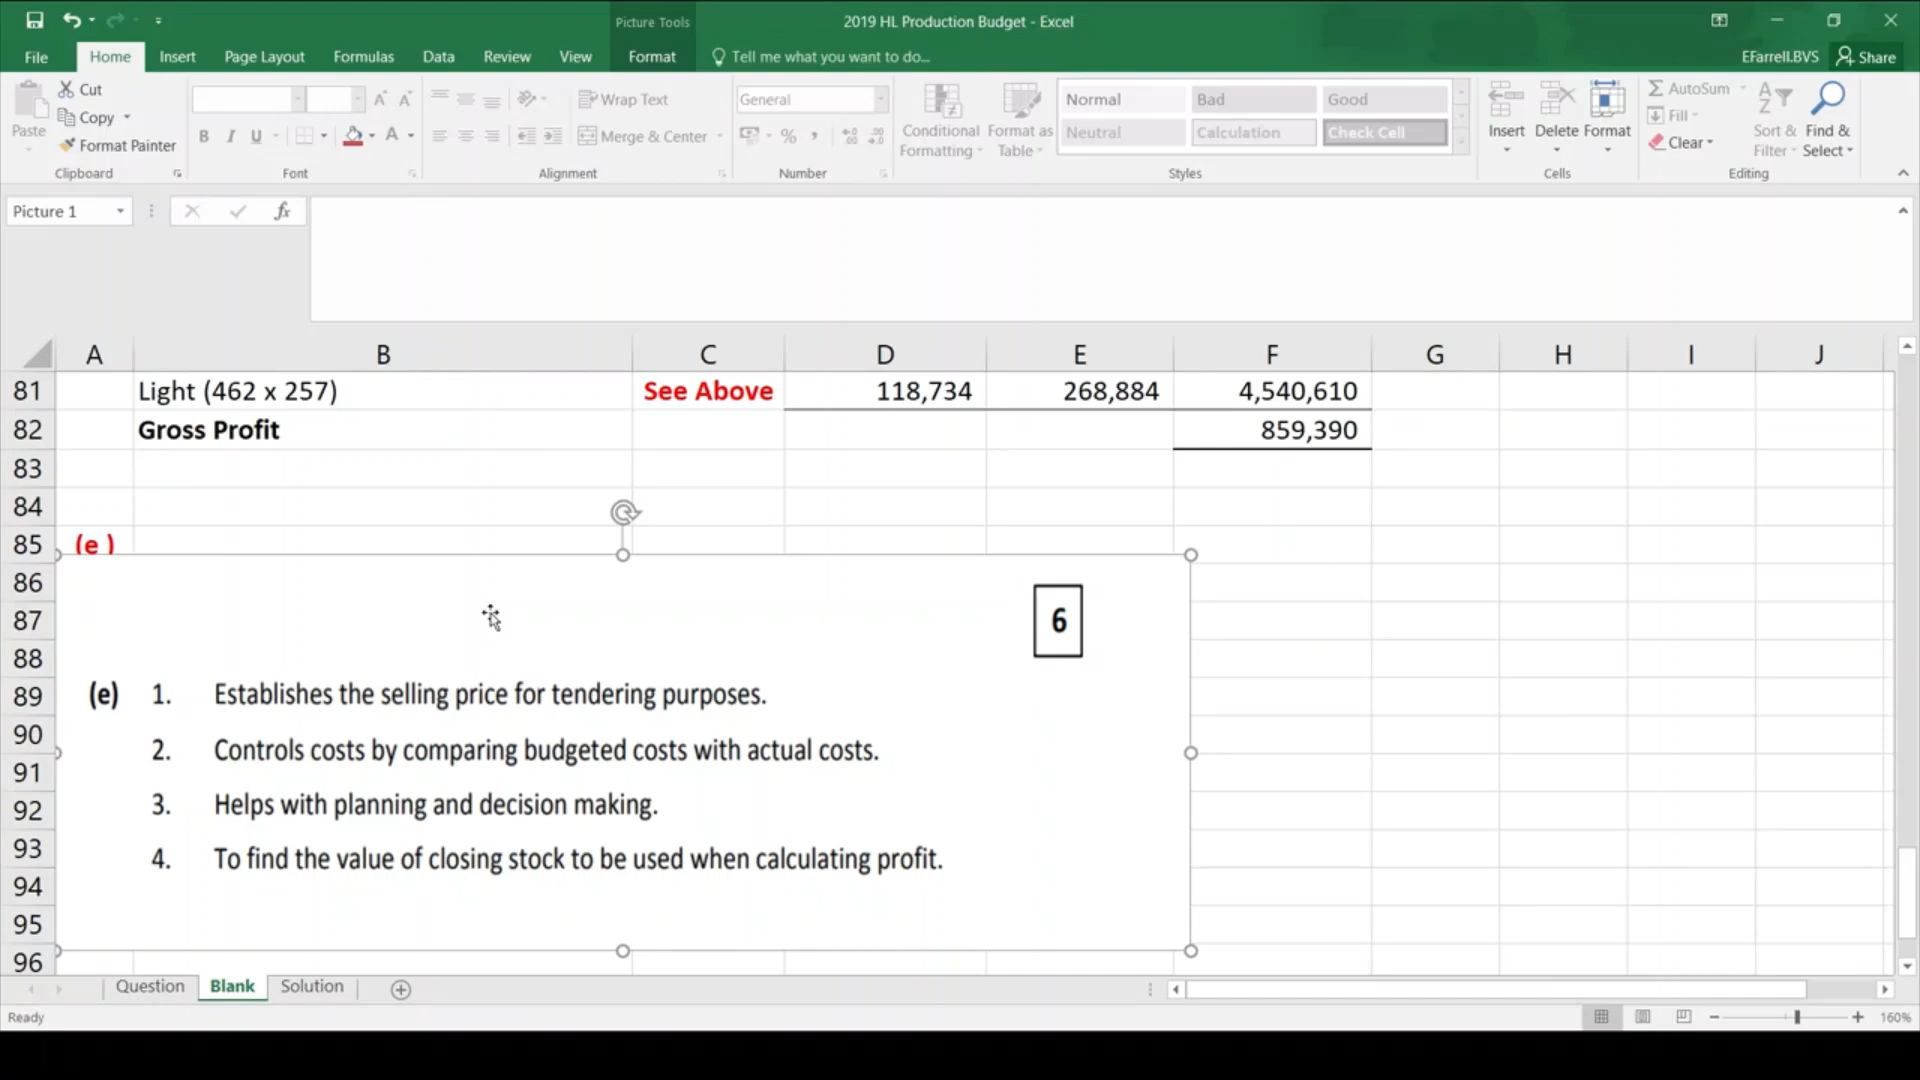 Picture Tools
2019 HL Production Budget - Excel
File Home Insert Page Layout Formulas Data Review View Format Tell me what you want to do... EFarrell.BVS Share
Paste
Cut
Copy
Format Painter
Clipboard
B I U A A A
Font
Wrap Text
Merge & Center
Alignment
General
% ,
Number
Conditional Formatting
Format as Table
Normal Bad Good
Neutral Calculation Check Cell
Styles
Insert Delete Format
Cells
AutoSum
Fill
Clear
Sort & Filter
Find & Select
Editing
Picture 1 fx
A B C D E F G H I J
81 Light (462 x 257) See Above 118,734 268,884 4,540,610
82 Gross Profit 859,390
83
84
85 (e )
86
87 6
88
89 (e) 1. Establishes the selling price for tendering purposes.
90 2. Controls costs by comparing budgeted costs with actual costs.
91
92 3. Helps with planning and decision making.
93 4. To find the value of closing stock to be used when calculating profit.
94
95
96
Question Blank Solution
Ready 160%